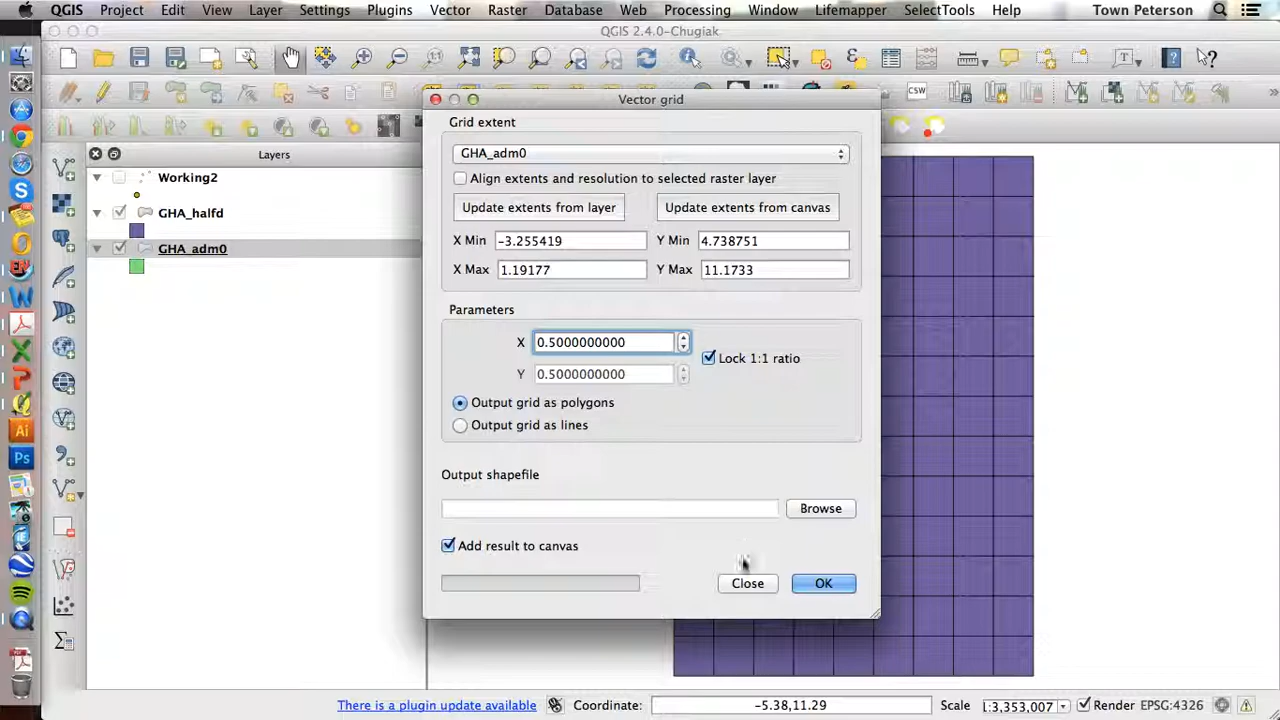 QGIS Project Edit View Layer Settings Plugins Vector Raster Database Web Processing Window Lifemapper SelectTools Help Town Peterson
QGIS 2.4.0-Chugiak
CSW
Layers
Working2
GHA_halfd
GHA_adm0
Vector grid
Grid extent
GHA_adm0
Align extents and resolution to selected raster layer
Update extents from layer Update extents from canvas
X Min -3.255419 Y Min 4.738751
X Max 1.19177 Y Max 11.1733
Parameters
X 0.5000000000
Lock 1:1 ratio
Y 0.5000000000
Output grid as polygons
Output grid as lines
Output shapefile
Browse
Add result to canvas
Close OK
There is a plugin update available Coordinate: -5.38,11.29 Scale 1:3,353,007 Render EPSG:4326